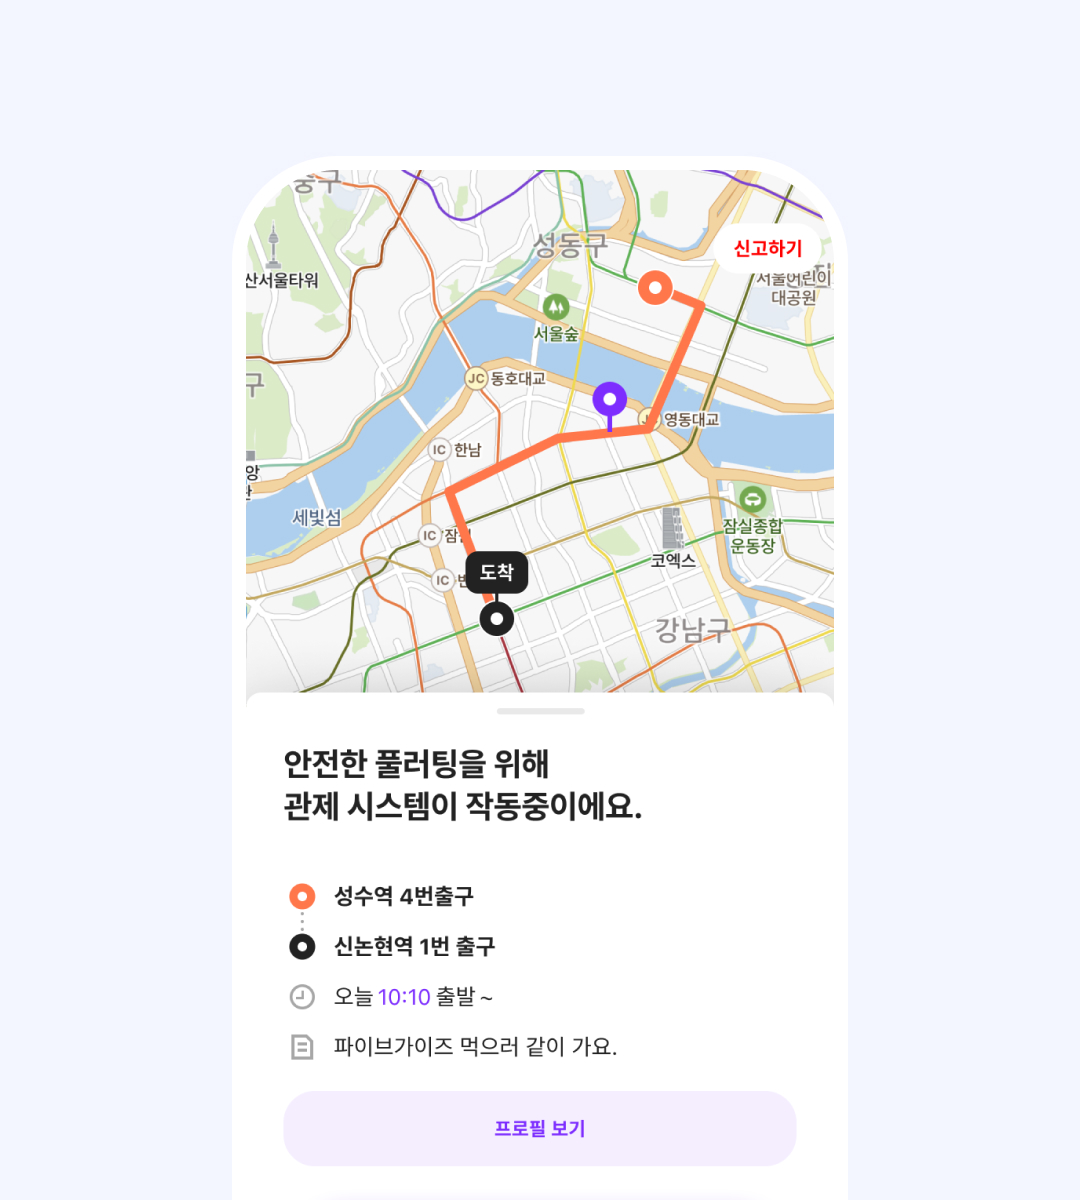 중구
성동구
신고하기
산서울타워
서울어린이
대공원
서울숲
JC 동호대교
구
영동대교
IC 한남
세빛섬
잠실종합
운동장
IC
코엑스
도착
IC
강남구
안전한 풀러팅을 위해
관제 시스템이 작동중이에요.
성수역 4번출구
신논현역 1번 출구
오늘 10:10 출발 ~
파이브가이즈 먹으러 같이 가요.
프로필 보기